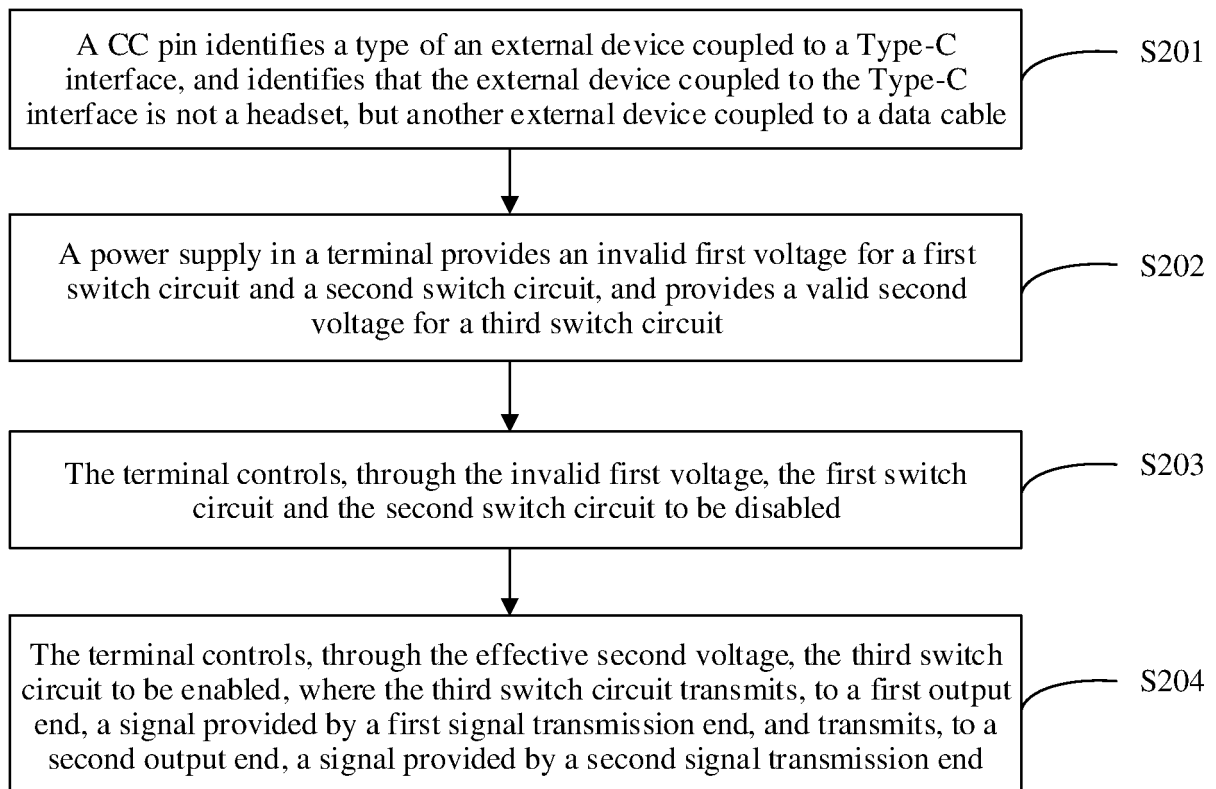 A CC pin identifies a type of an external device coupled to a Type-C
interface, and identifies that the external device coupled to the Type-C
interface is not a headset, but another external device coupled to a data cable
S201
A power supply in a terminal provides an invalid first voltage for a first
switch circuit and a second switch circuit, and provides a valid second
voltage for a third switch circuit
S202
The terminal controls, through the invalid first voltage, the first switch
circuit and the second switch circuit to be disabled
S203
The terminal controls, through the effective second voltage, the third switch
circuit to be enabled, where the third switch circuit transmits, to a first output
end, a signal provided by a first signal transmission end, and transmits, to a
second output end, a signal provided by a second signal transmission end
S204